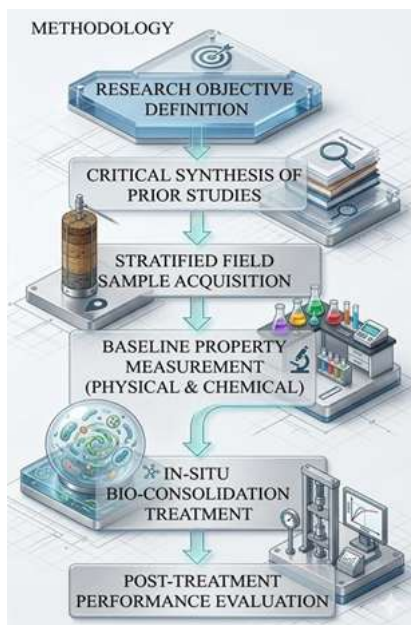 METHODOLOGY
RESEARCH OBJECTIVE
DEFINITION
CRITICAL SYNTHESIS OF
PRIOR STUDIES
STRATIFIED FIELD
SAMPLE ACQUISITION
BASELINE PROPERTY
MEASUREMENT
(PHYSICAL & CHEMICAL)
IN-SITU
BIO-CONSOLIDATION
TREATMENT
POST-TREATMENT
PERFORMANCE EVALUATION